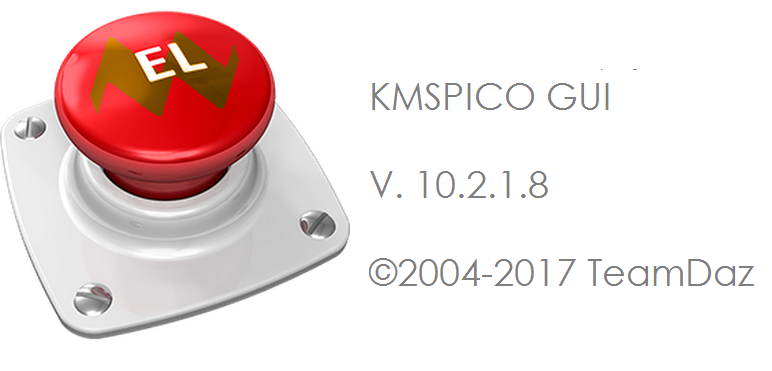 EL
KMSPICO GUI
V. 10.2.1.8
©2004-2017 TeamDaz